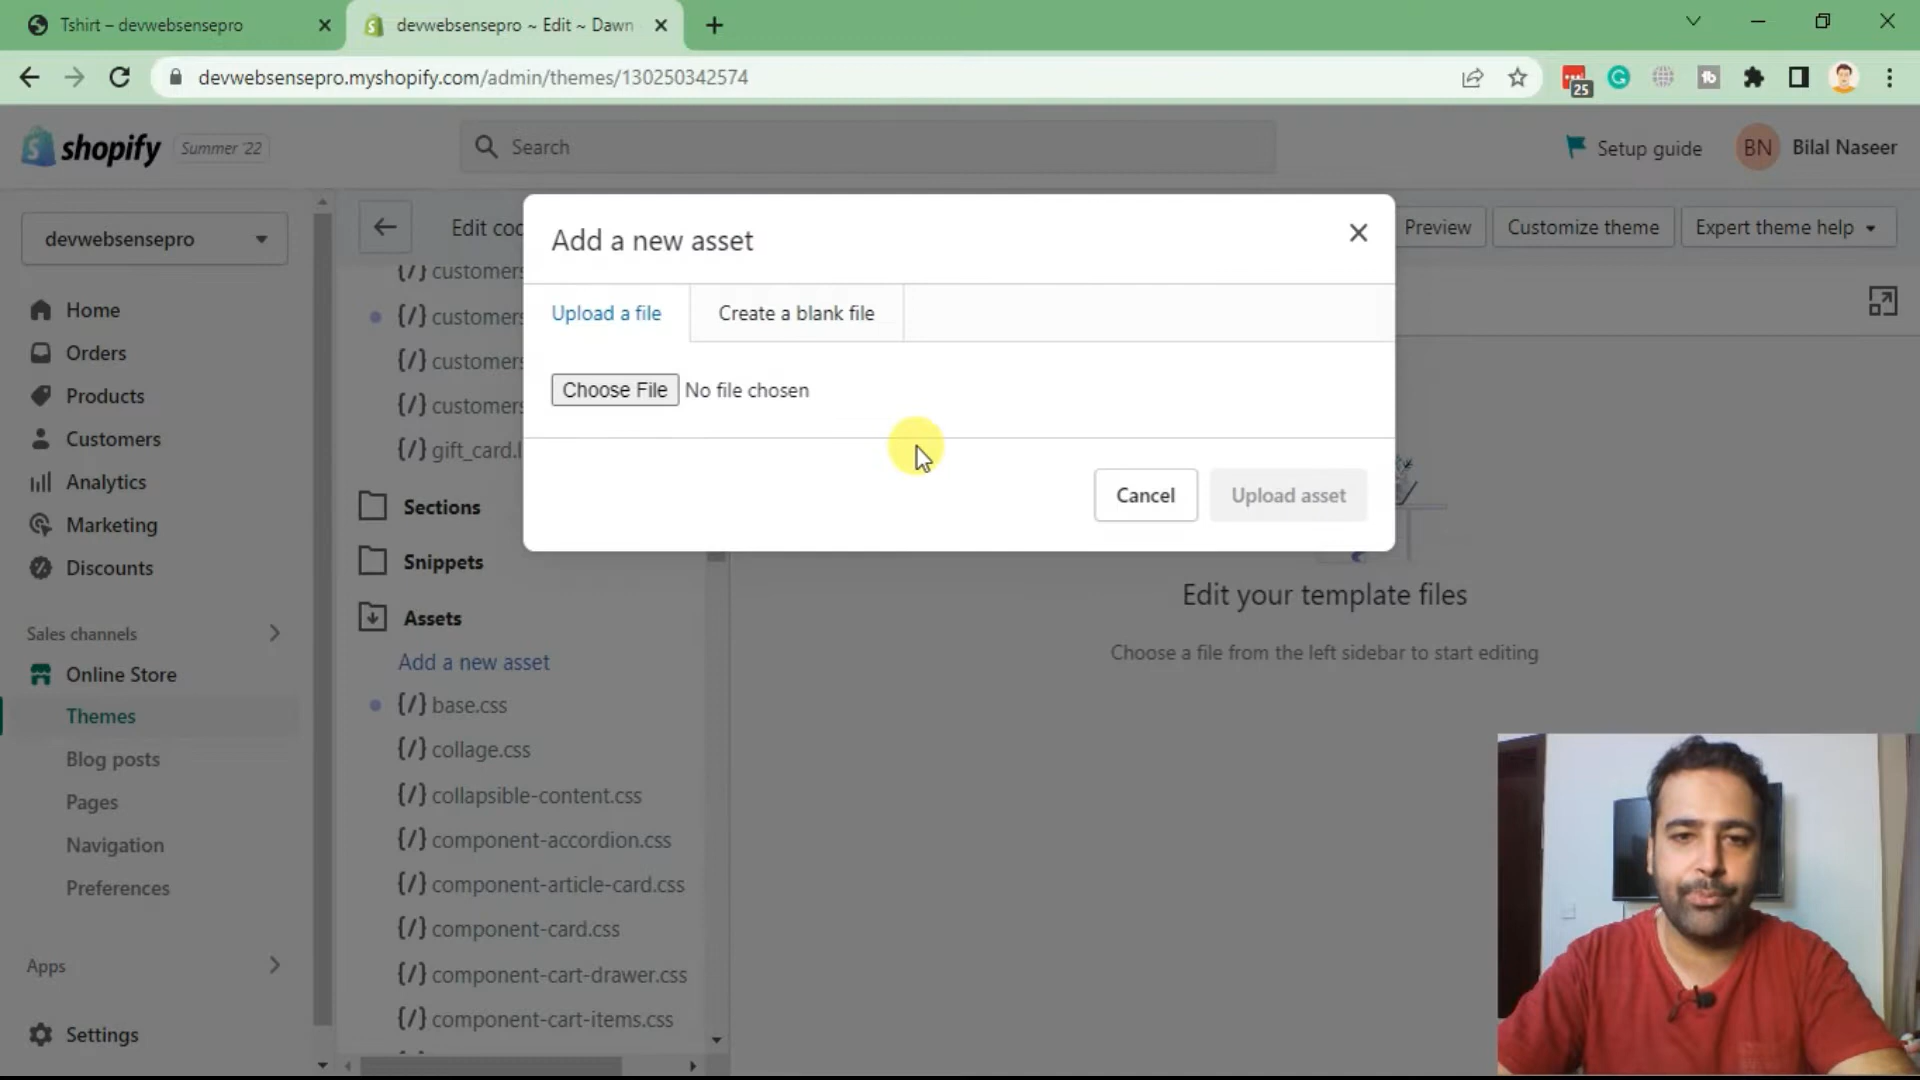 Tshirt – devwebsensepro
devwebsensepro ~ Edit ~ Dawn
devwebsensepro.myshopify.com/admin/themes/130250342574
25
shopify
Summer '22
Search
Setup guide
BN
Bilal Naseer
devwebsensepro
Home
Orders
Products
Customers
Analytics
Marketing
Discounts
Sales channels
Online Store
Themes
Blog posts
Pages
Navigation
Preferences
Apps
Settings
Edit
Preview
Customize theme
Expert theme help
{/} customers
{/} customers
{/} customers
{/} customers
{/} gift_card.
Sections
Snippets
Assets
Add a new asset
{/} base.css
{/} collage.css
{/} collapsible-content.css
{/} component-accordion.css
{/} component-article-card.css
{/} component-card.css
{/} component-cart-drawer.css
{/} component-cart-items.css
Add a new asset
Upload a file
Create a blank file
Choose File No file chosen
Cancel
Upload asset
Edit your template files
Choose a file from the left sidebar to start editing